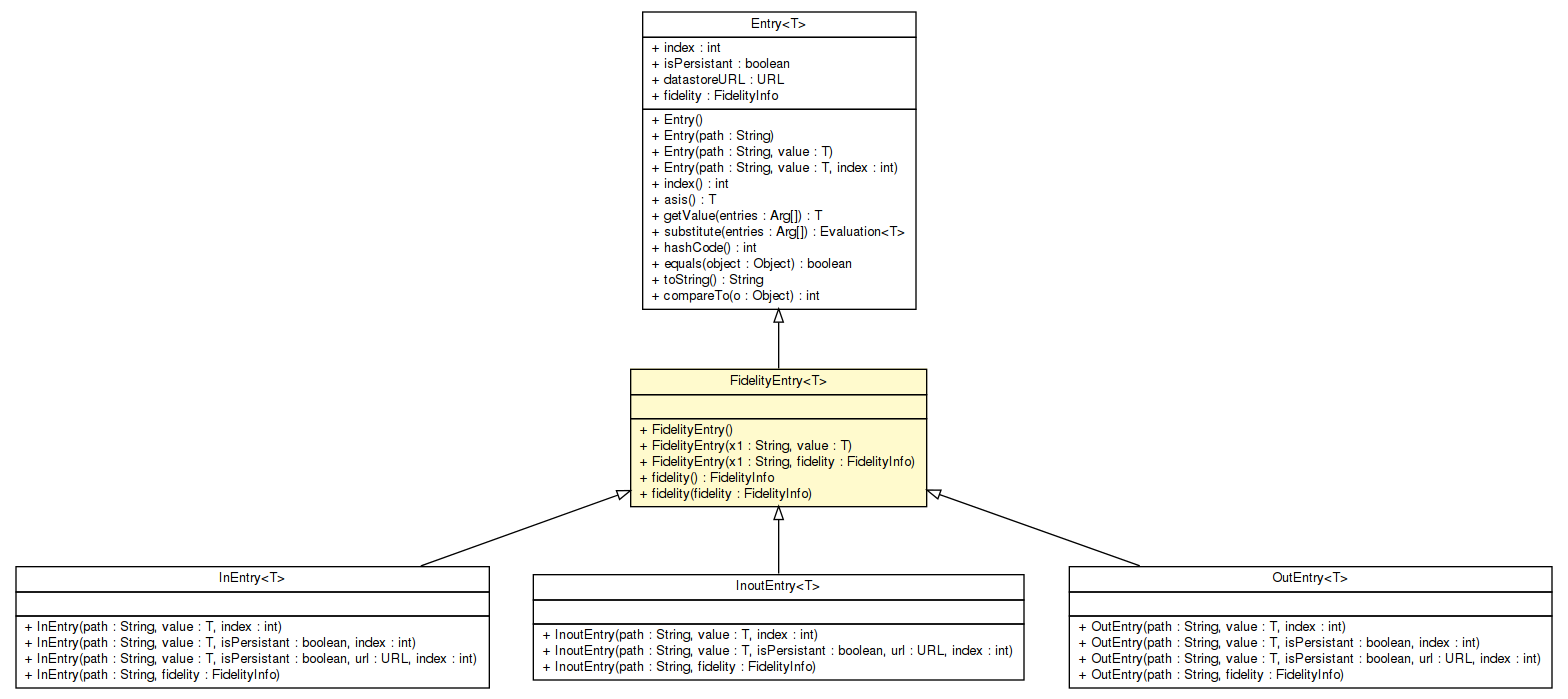 Entry<T>
+ index : int
+ isPersistant : boolean
+ datastoreURL : URL
+ fidelity : FidelityInfo
+ Entry()
+ Entry(path : String)
+ Entry(path : String, value : T)
+ Entry(path : String, value : T, index : int)
+ index() : int
+ asis() : T
+ getValue(entries : Arg[]) : T
+ substitute(entries : Arg[]) : Evaluation<T>
+ hashCode() : int
+ equals(object : Object) : boolean
+ toString() : String
+ compareTo(o : Object) : int
FidelityEntry<T>
+ FidelityEntry()
+ FidelityEntry(x1 : String, value : T)
+ FidelityEntry(x1 : String, fidelity : FidelityInfo)
+ fidelity() : FidelityInfo
+ fidelity(fidelity : FidelityInfo)
InEntry<T>
+ InEntry(path : String, value : T, index : int)
+ InEntry(path : String, value : T, isPersistant : boolean, index : int)
+ InEntry(path : String, value : T, isPersistant : boolean, url : URL, index : int)
+ InEntry(path : String, fidelity : FidelityInfo)
InoutEntry<T>
+ InoutEntry(path : String, value : T, index : int)
+ InoutEntry(path : String, value : T, isPersistant : boolean, url : URL, index : int)
+ InoutEntry(path : String, fidelity : FidelityInfo)
OutEntry<T>
+ OutEntry(path : String, value : T, index : int)
+ OutEntry(path : String, value : T, isPersistant : boolean, index : int)
+ OutEntry(path : String, value : T, isPersistant : boolean, url : URL, index : int)
+ OutEntry(path : String, fidelity : FidelityInfo)